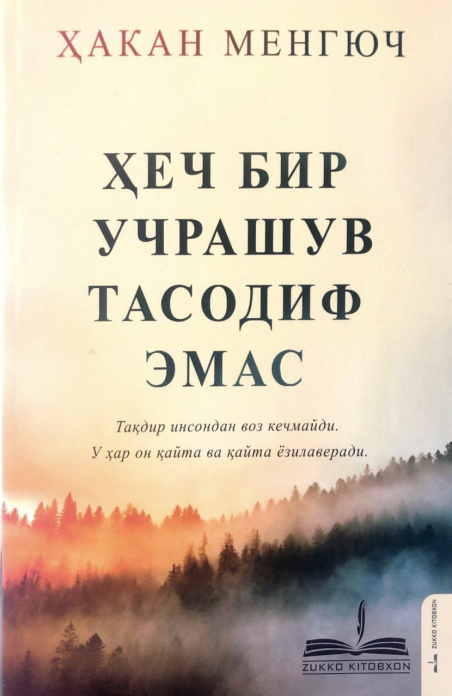 ҲАКАН МЕНГЮЧ
ҲЕЧ БИР
УЧРАШУВ
ТАСОДИФ
ЭМАС
Тақдир инсондан воз кечмайди.
У ҳар он қайта ва қайта ёзилаверади.
ZUKKO KITOBXON
ZUKKO KITOBXON